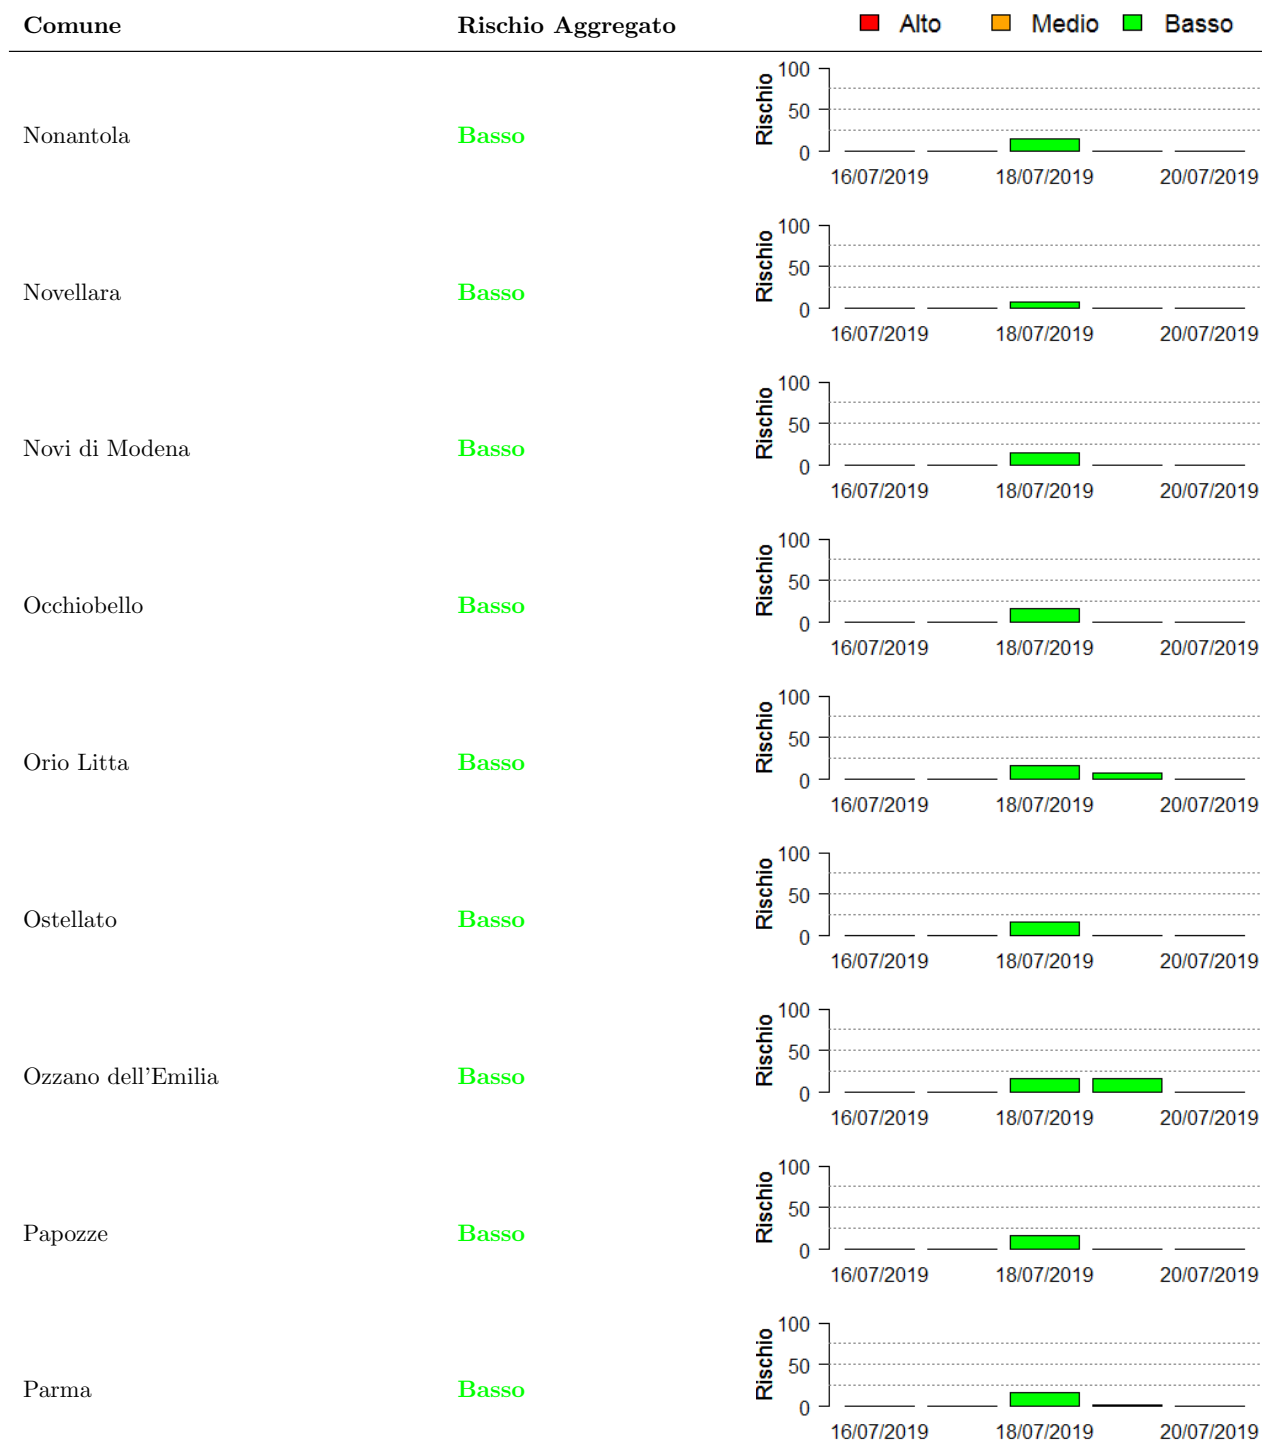 Comune Rischio Aggregato Alto Medio Basso
100
50
0
Rischio
Nonantola Basso
16/07/2019 18/07/2019 20/07/2019
100
50
0
Rischio
Novellara Basso
16/07/2019 18/07/2019 20/07/2019
100
50
0
Rischio
Novi di Modena Basso
16/07/2019 18/07/2019 20/07/2019
100
50
0
Rischio
Occhiobello Basso
16/07/2019 18/07/2019 20/07/2019
100
50
0
Rischio
Orio Litta Basso
16/07/2019 18/07/2019 20/07/2019
100
50
0
Rischio
Ostellato Basso
16/07/2019 18/07/2019 20/07/2019
100
50
0
Rischio
Ozzano dell'Emilia Basso
16/07/2019 18/07/2019 20/07/2019
100
50
0
Rischio
Papozze Basso
16/07/2019 18/07/2019 20/07/2019
100
50
0
Rischio
Parma Basso
16/07/2019 18/07/2019 20/07/2019